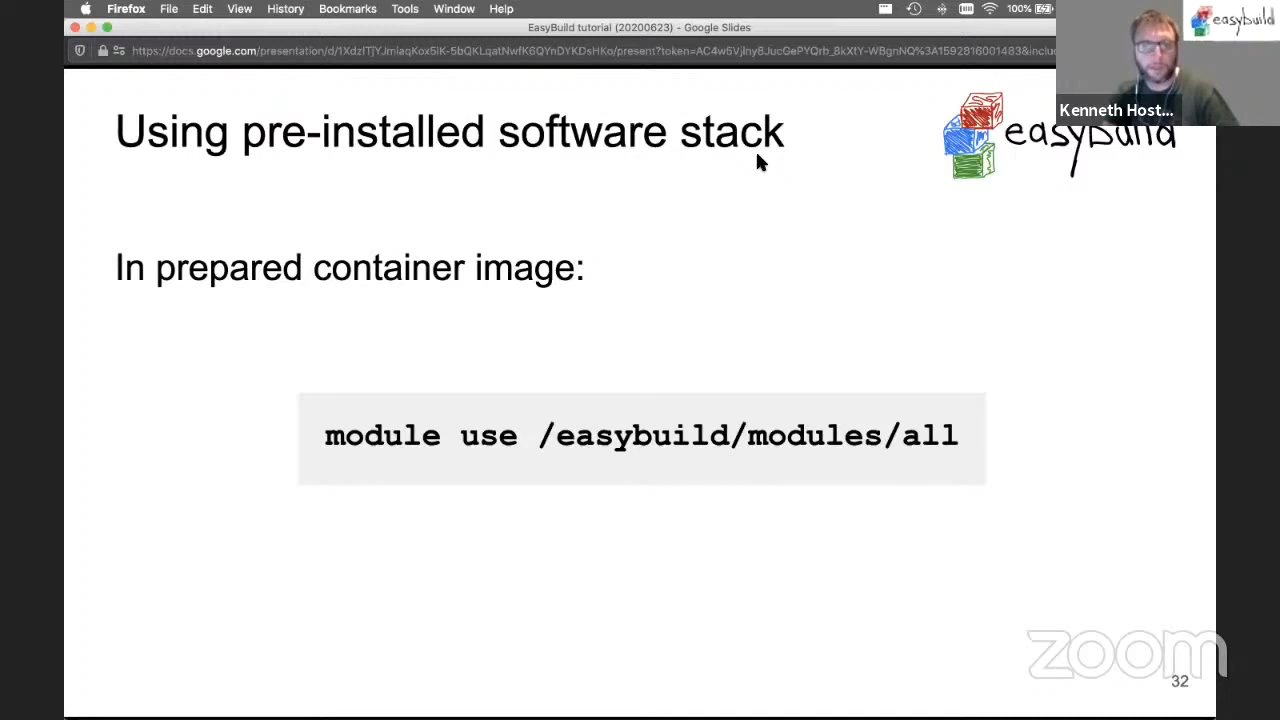 Firefox File Edit View History Bookmarks Tools Window Help 100%
EasyBuild tutorial (20200623) - Google Slides
easybuild
Kenneth Host...
Using pre-installed software stack
easybuild
In prepared container image:
module use /easybuild/modules/all
zoom
32